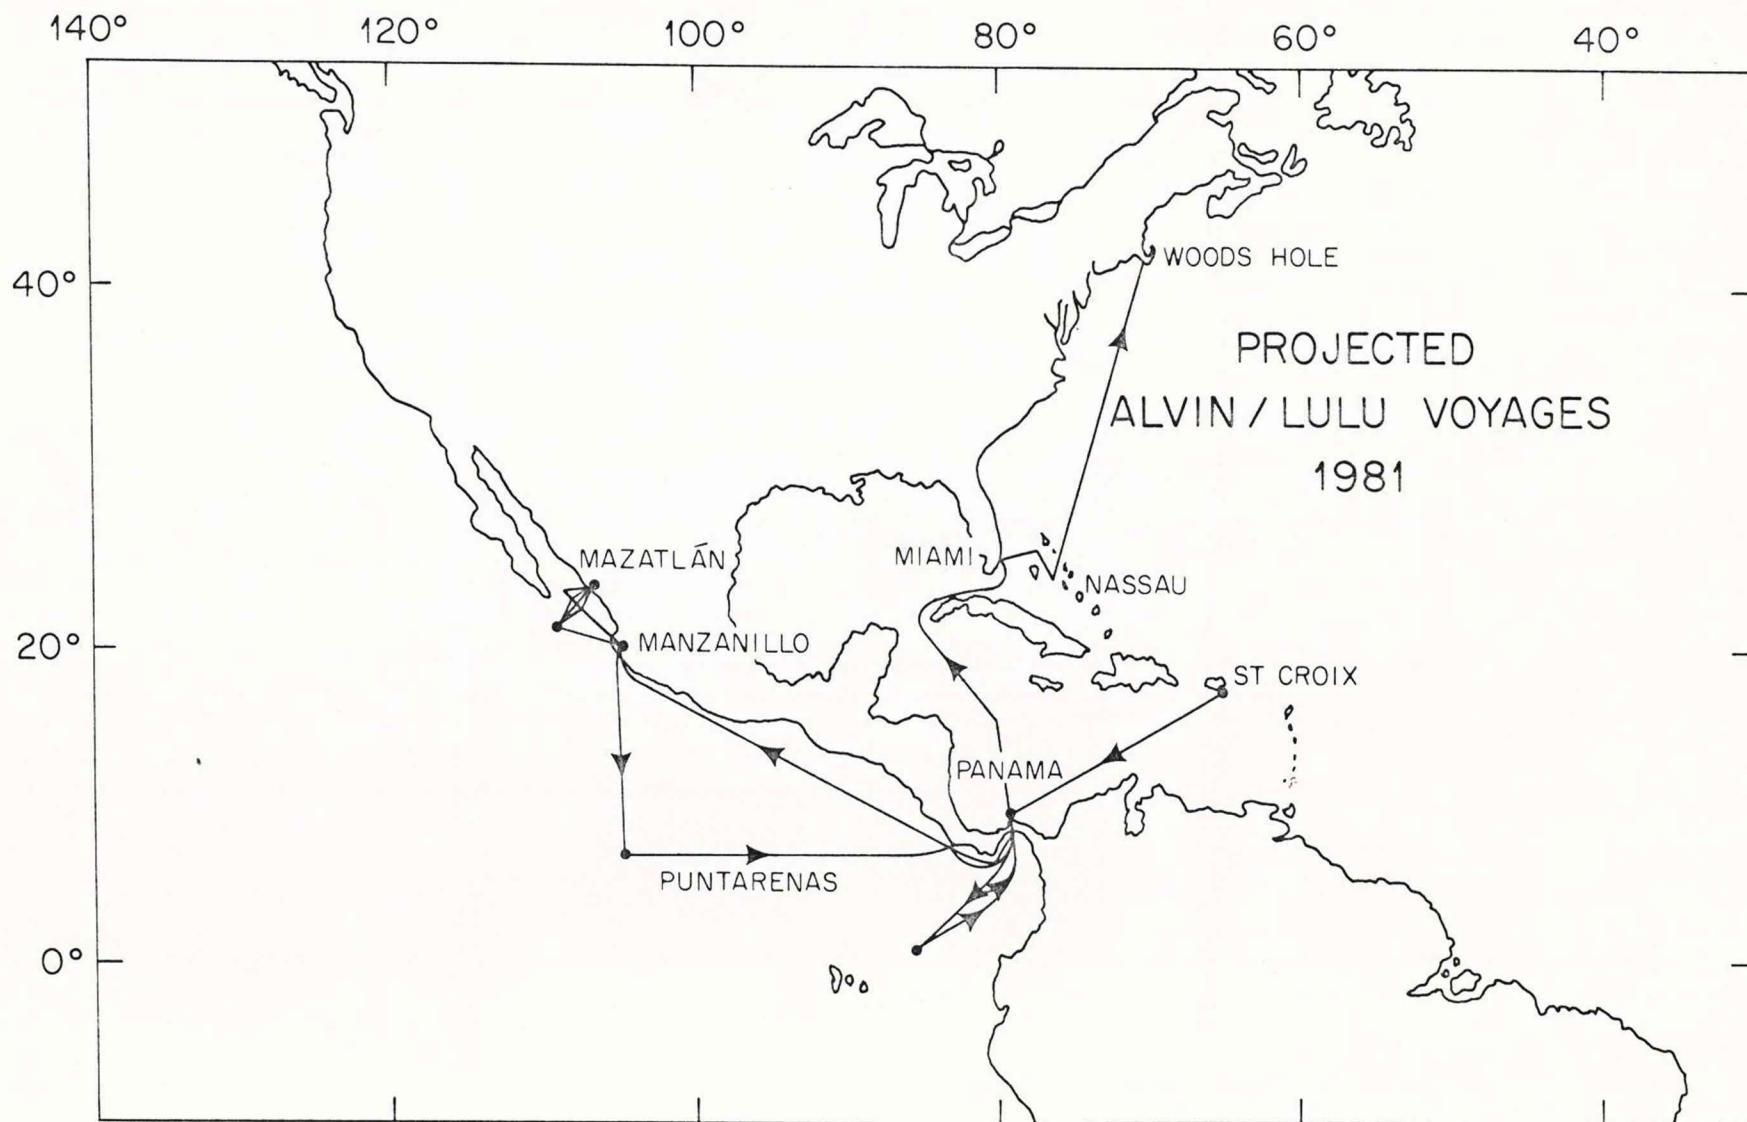 140° 120° 100° 80° 60° 40°
WOODS HOLE
40°
PROJECTED
ALVIN / LULU VOYAGES
1981
MAZATLÁN
MIAMI
NASSAU
20°
MANZANILLO
ST CROIX
PANAMA
PUNTARENAS
0°